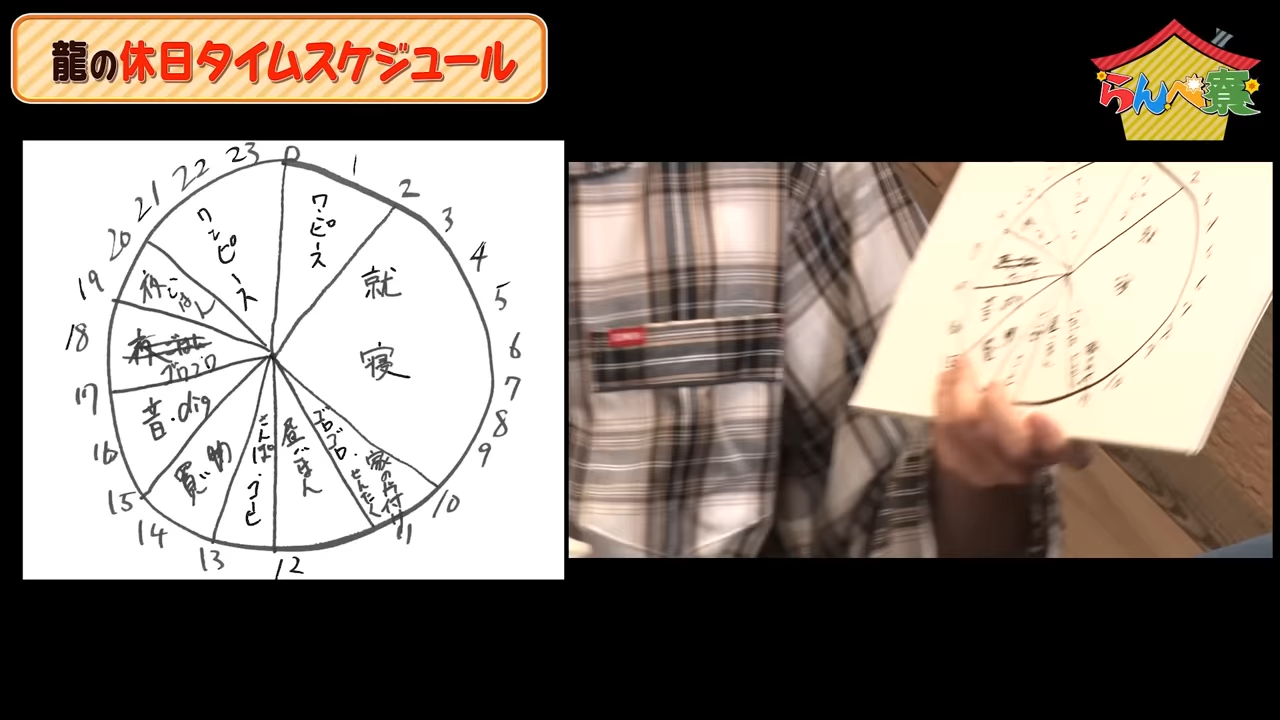 龍の休日タイムスケジュール
らんぺ寮
23
0
1
2
3
4
5
6
7
8
9
10
11
12
13
14
15
16
17
18
19
20
21
22
ワンピース
就
寝
家の片付け
ゴロゴロ・せんたく
昼ごはん
さんぽ・コーヒー
買い物
音・dig
ゴロゴロ
夜ごはん
ワンピース